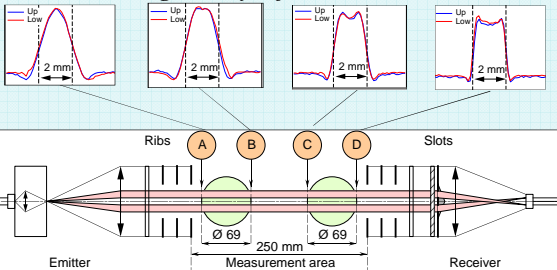 Up
Low
2 mm
Up
Low
2 mm
Up
Low
2 mm
Up
Low
2 mm
Ribs
A
B
C
D
Slots
Ø 69
Ø 69
250 mm
Emitter
Measurement area
Receiver